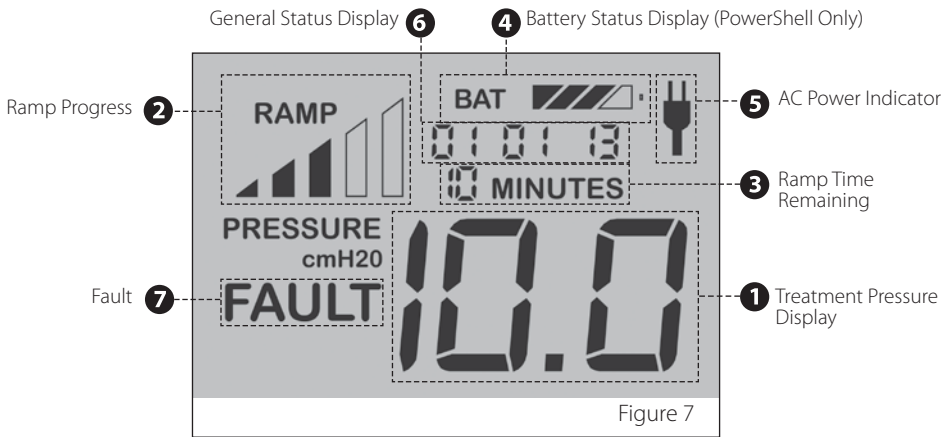 General Status Display 6
4 Battery Status Display (PowerShell Only)
Ramp Progress 2
RAMP
BAT
5 AC Power Indicator
01 01 13
10 MINUTES
3 Ramp Time
Remaining
PRESSURE
cmH20
Fault 7
FAULT
10.0
1 Treatment Pressure
Display
Figure 7